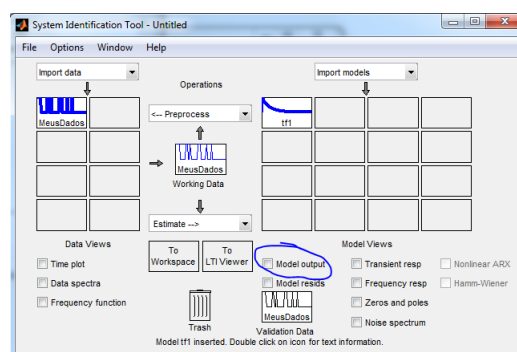 System Identification Tool - Untitled
File Options Window Help
Import data
Operations
Import models
MeusDados
<-- Preprocess
tf1
MeusDados
Working Data
Estimate -->
Data Views
To Workspace
To LTI Viewer
Model Views
Time plot
Model output
Transient resp
Nonlinear ARX
Data spectra
Model resids
Frequency resp
Hamm-Wiener
Frequency function
MeusDados
Zeros and poles
Trash
Validation Data
Noise spectrum
Model tf1 inserted. Double click on icon for text information.